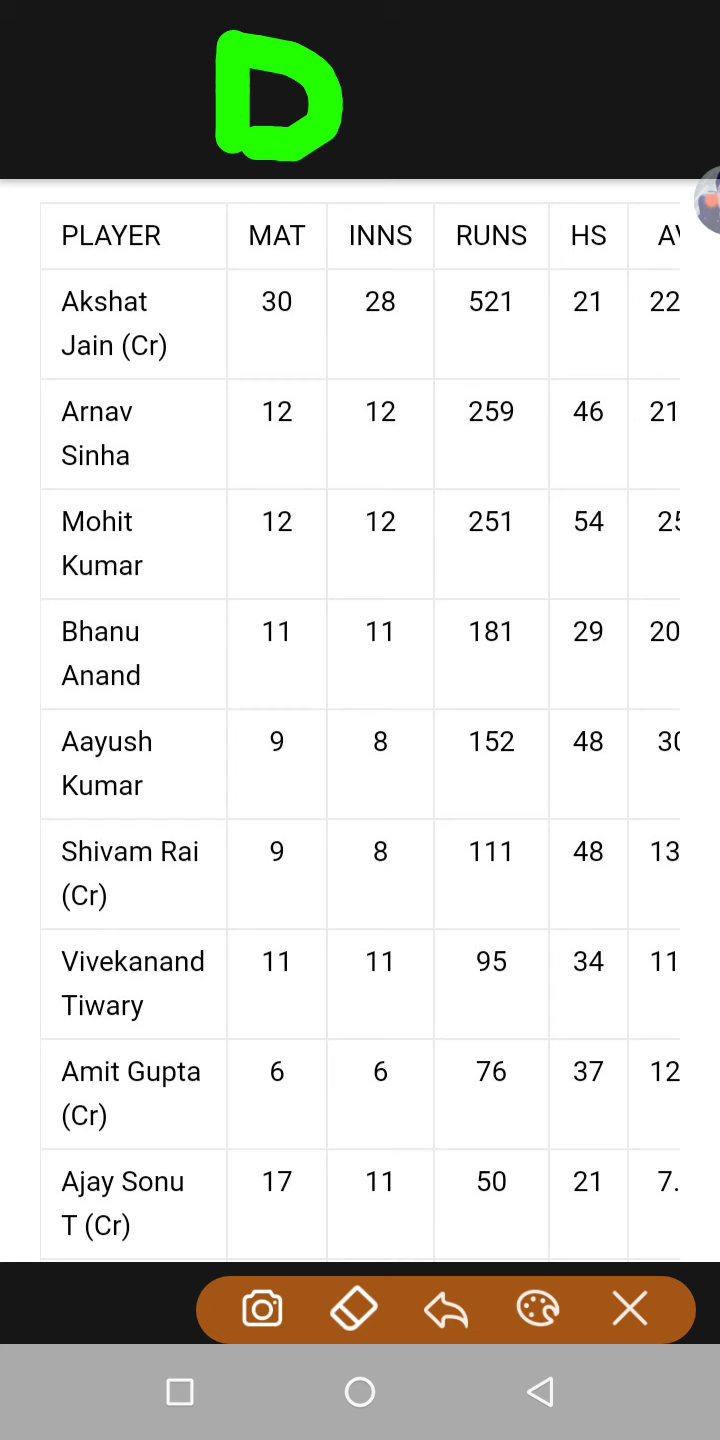 D
PLAYER MAT INNS RUNS HS
Akshat 30 28 521 21 22
Jain (Cr)
Arnav 12 12 259 46 21
Sinha
Mohit 12 12 251 54 25
Kumar
Bhanu 11 11 181 29 20
Anand
Aayush 9 8 152 48 30
Kumar
Shivam Rai 9 8 111 48 13
(Cr)
Vivekanand 11 11 95 34 11
Tiwary
Amit Gupta 6 6 76 37 12
(Cr)
Ajay Sonu 17 11 50 21 7.
T (Cr)